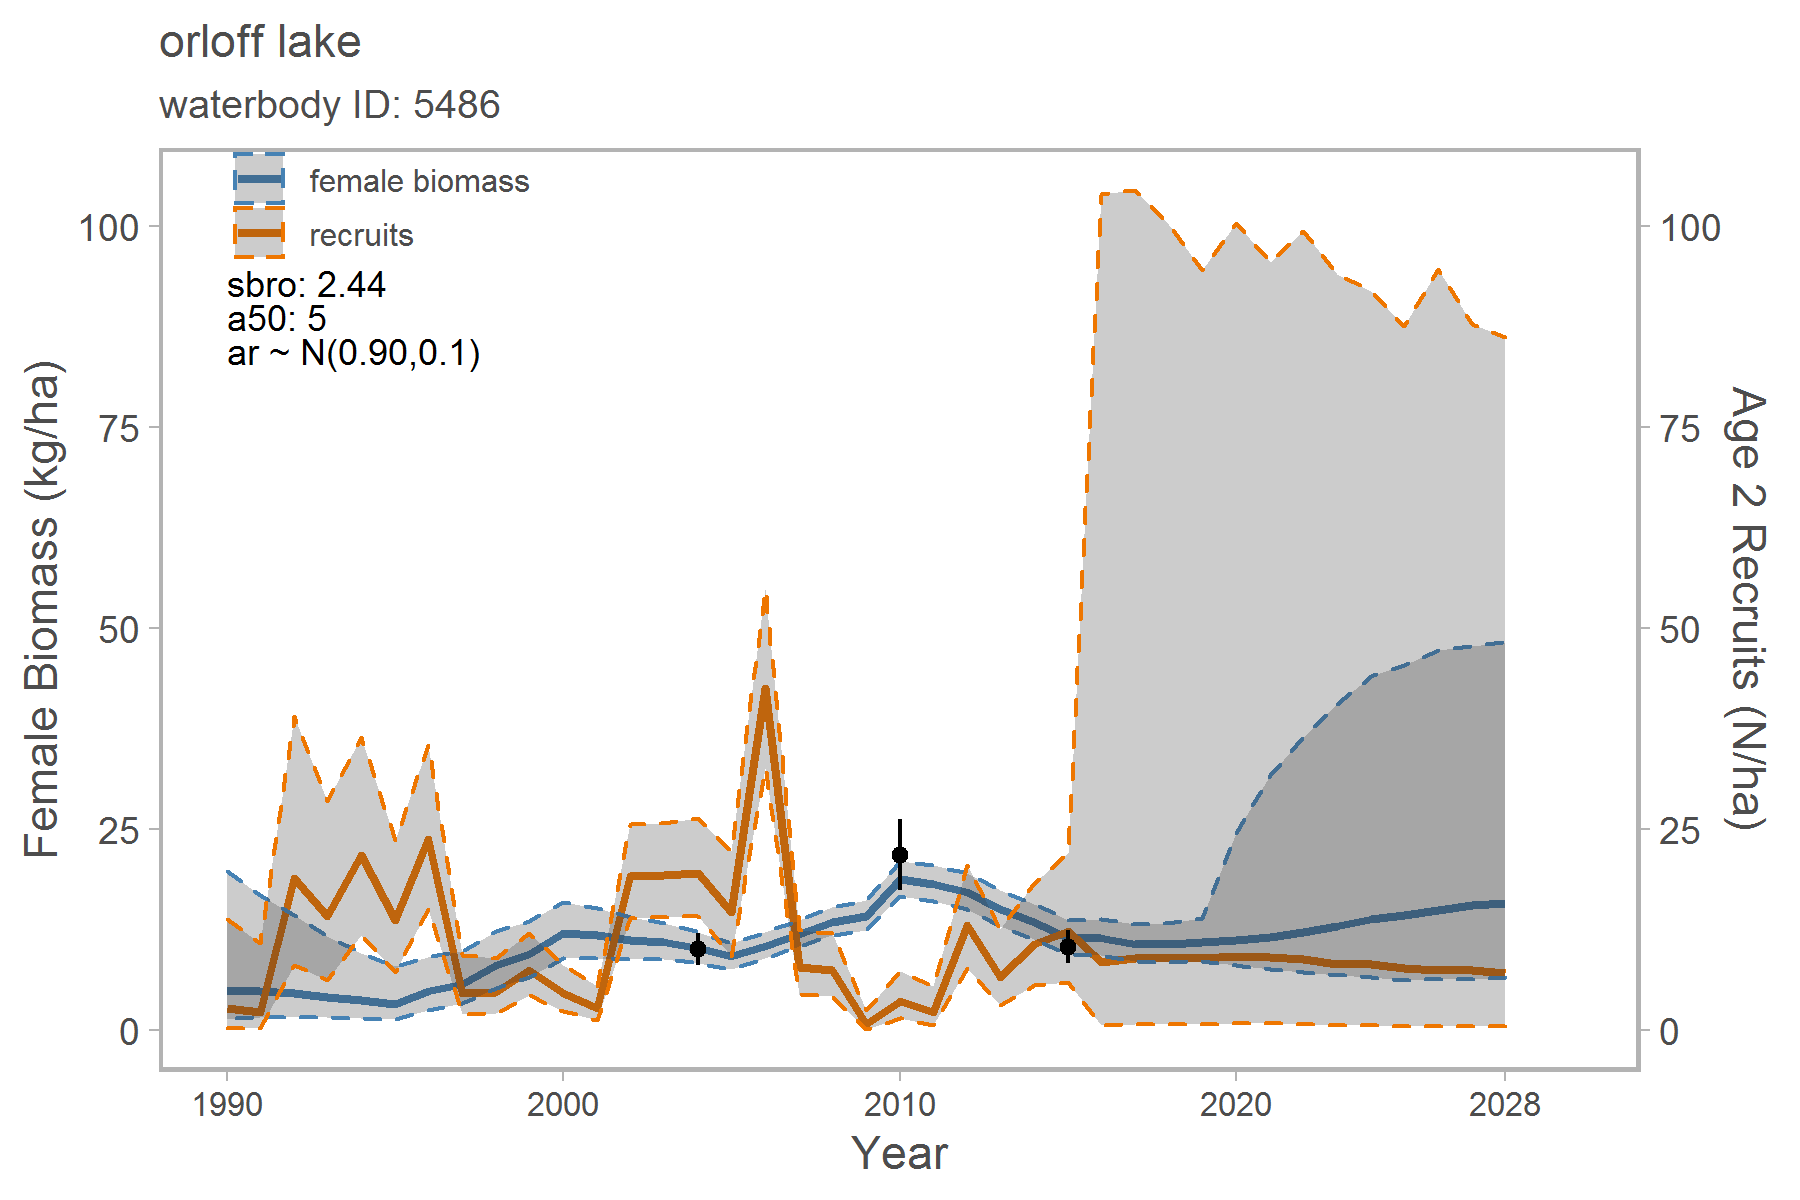 orloff lake
waterbody ID: 5486
female biomass
recruits
sbro: 2.44
a50: 5
ar ~ N(0.90,0.1)
Female Biomass (kg/ha)
100
75
50
25
0
100
75
50
25
0
Age 2 Recruits (N/ha)
1990
2000
2010
2020
2028
Year